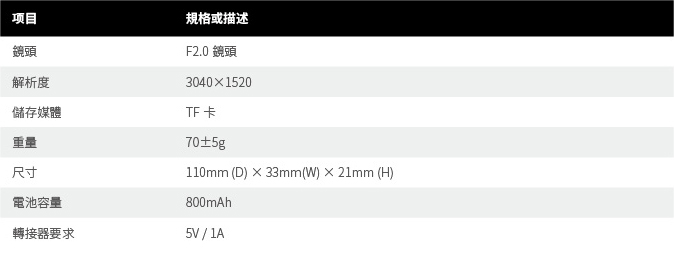 项目 規格或描述
鏡頭 F2.0 鏡頭
解析度 3040×1520
儲存媒體 TF 卡
重量 70±5g
尺寸 110mm (D) × 33mm(W) × 21mm (H)
電池容量 800mAh
轉接器要求 5V / 1A